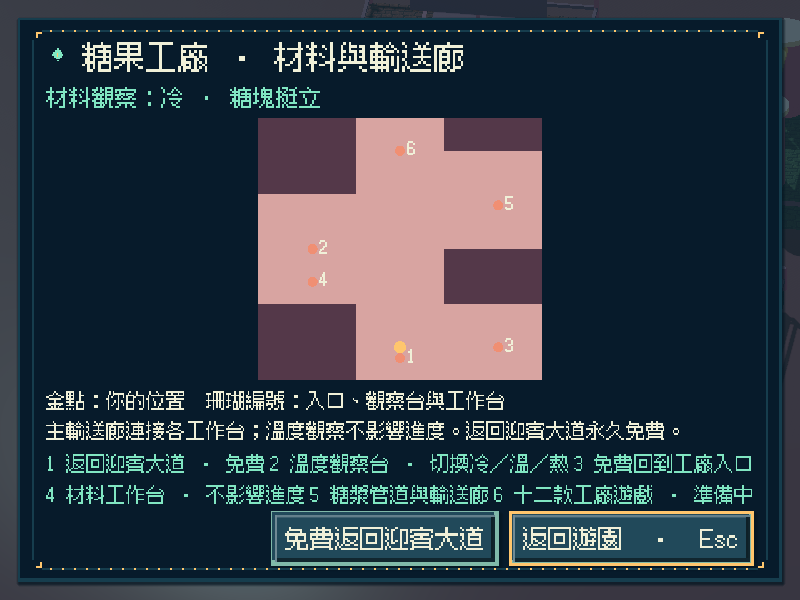 糖果工廠 · 材料與輸送廊
材料觀察：冷 · 糖塊挺立
6
5
2
4
3
1
金點：你的位置 珊瑚編號：入口、觀察台與工作台
主輸送廊連接各工作台；溫度觀察不影響進度。返回迎賓大道永久免費。
1 返回迎賓大道 · 免費 2 溫度觀察台 · 切換冷／溫／熱 3 免費回到工廠入口
4 材料工作台 · 不影響進度 5 糖漿管道與輸送廊 6 十二款工廠遊戲 · 準備中
免費返回迎賓大道 返回遊園 · Esc